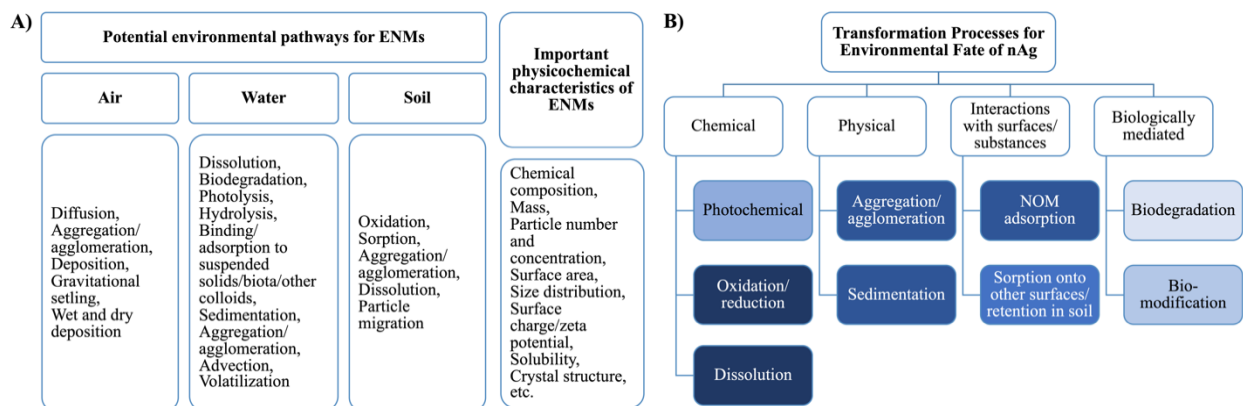 A)
Potential environmental pathways for ENMs
Air
Water
Soil
Diffusion,
Aggregation/
agglomeration,
Deposition,
Gravitational
setling,
Wet and dry
deposition
Dissolution,
Biodegradation,
Photolysis,
Hydrolysis,
Binding/
adsorption to
suspended
solids/biota/other
colloids,
Sedimentation,
Aggregation/
agglomeration,
Advection,
Volatilization
Oxidation,
Sorption,
Aggregation/
agglomeration,
Dissolution,
Particle
migration
Important
physicochemical
characteristics of
ENMs
Chemical
composition,
Mass,
Particle number
and
concentration,
Surface area,
Size distribution,
Surface
charge/zeta
potential,
Solubility,
Crystal structure,
etc.
B)
Transformation Processes for
Environmental Fate of nAg
Chemical
Photochemical
Oxidation/
reduction
Dissolution
Physical
Aggregation/
agglomeration
Sedimentation
Interactions with
surfaces/
substances
NOM
adsorption
Sorption onto
other surfaces/
retention in soil
Biologically
mediated
Biodegradation
Bio-
modification